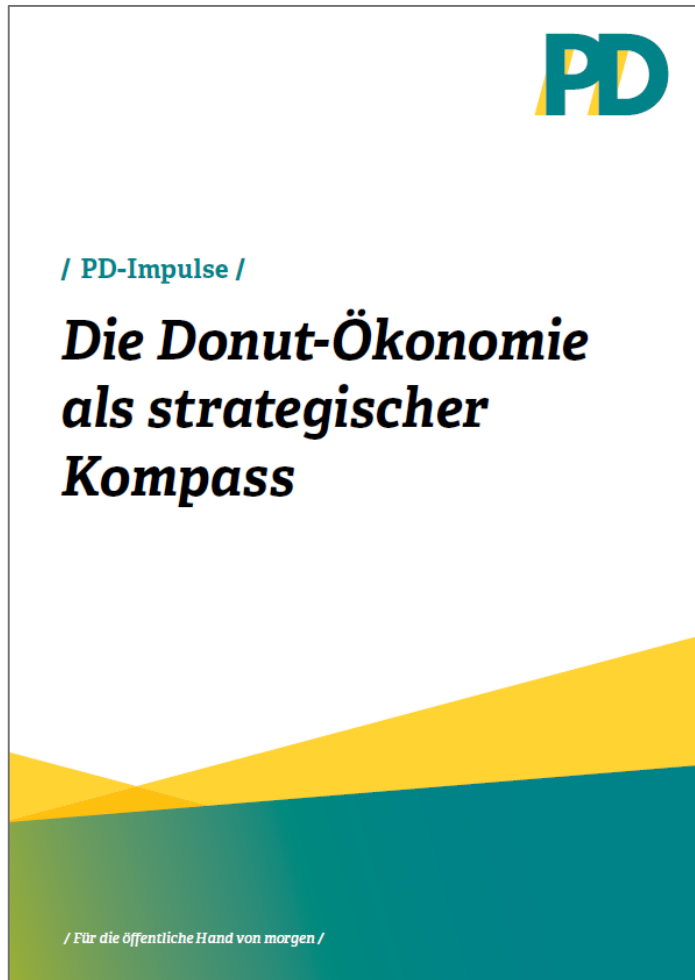 PD
/ PD-Impulse /
Die Donut-Ökonomie
als strategischer
Kompass
/ Für die öffentliche Hand von morgen /